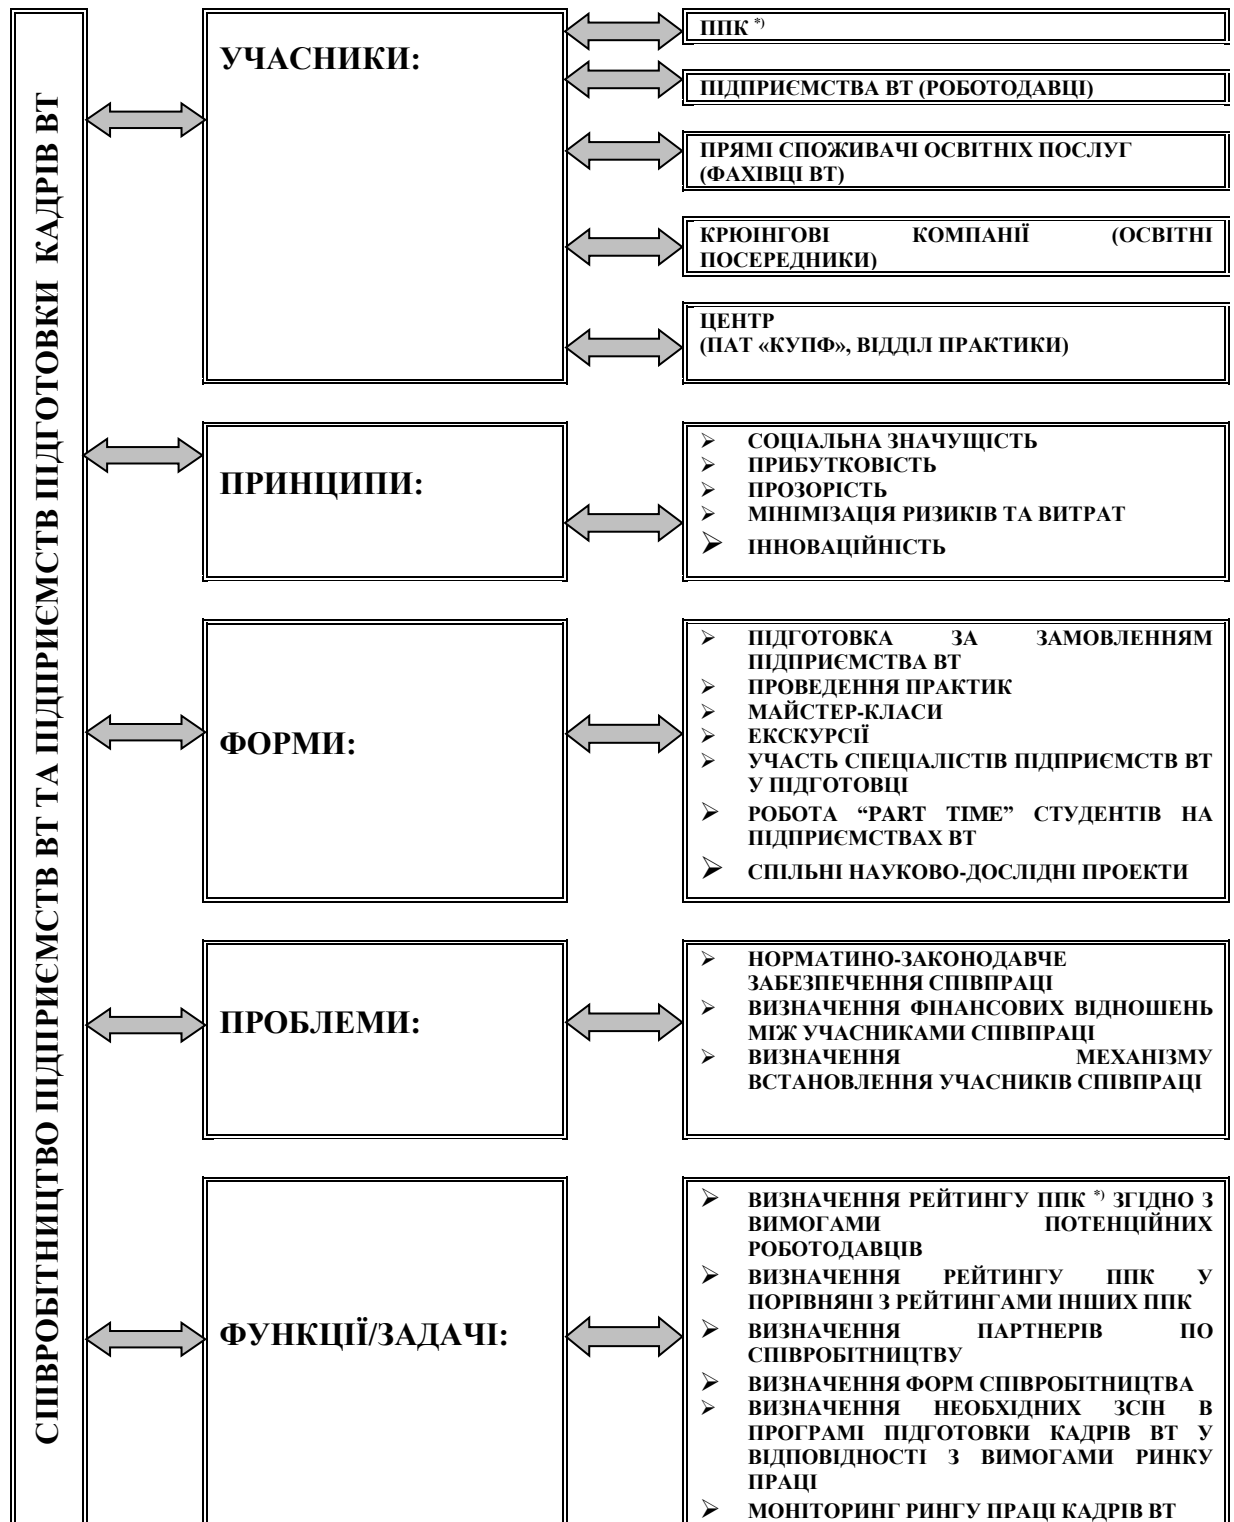 СПІВРОБІТНИЦТВО ПІДПРИЄМСТВ ВТ ТА ПІДПРИЄМСТВ ПІДГОТОВКИ КАДРІВ ВТ
УЧАСНИКИ:
ППК *)
ПІДПРИЄМСТВА ВТ (РОБОТОДАВЦІ)
ПРЯМІ СПОЖИВАЧІ ОСВІТНІХ ПОСЛУГ
(ФАХІВЦІ ВТ)
КРЮІНГОВІ КОМПАНІЇ (ОСВІТНІ
ПОСЕРЕДНИКИ)
ЦЕНТР
(ПАТ «КУПФ», ВІДДІЛ ПРАКТИКИ)
ПРИНЦИПИ:
➢ СОЦІАЛЬНА ЗНАЧУЩІСТЬ
➢ ПРИБУТКОВІСТЬ
➢ ПРОЗОРІСТЬ
➢ МІНІМІЗАЦІЯ РИЗИКІВ ТА ВИТРАТ
➢ ІННОВАЦІЙНІСТЬ
ФОРМИ:
➢ ПІДГОТОВКА ЗА ЗАМОВЛЕННЯМ
ПІДПРИЄМСТВА ВТ
➢ ПРОВЕДЕННЯ ПРАКТИК
➢ МАЙСТЕР-КЛАСИ
➢ ЕКСКУРСІЇ
➢ УЧАСТЬ СПЕЦІАЛІСТІВ ПІДПРИЄМСТВ ВТ
У ПІДГОТОВЦІ
➢ РОБОТА “PART TIME” СТУДЕНТІВ НА
ПІДПРИЄМСТВАХ ВТ
➢ СПІЛЬНІ НАУКОВО-ДОСЛІДНІ ПРОЕКТИ
ПРОБЛЕМИ:
➢ НОРМАТИНО-ЗАКОНОДАВЧЕ
ЗАБЕЗПЕЧЕННЯ СПІВПРАЦІ
➢ ВИЗНАЧЕННЯ ФІНАНСОВИХ ВІДНОШЕНЬ
МІЖ УЧАСНИКАМИ СПІВПРАЦІ
➢ ВИЗНАЧЕННЯ МЕХАНІЗМУ
ВСТАНОВЛЕННЯ УЧАСНИКІВ СПІВПРАЦІ
ФУНКЦІЇ/ЗАДАЧІ:
➢ ВИЗНАЧЕННЯ РЕЙТИНГУ ППК *) ЗГІДНО З
ВИМОГАМИ ПОТЕНЦІЙНИХ
РОБОТОДАВЦІВ
➢ ВИЗНАЧЕННЯ РЕЙТИНГУ ППК У
ПОРІВНЯНІ З РЕЙТИНГАМИ ІНШИХ ППК
➢ ВИЗНАЧЕННЯ ПАРТНЕРІВ ПО
СПІВРОБІТНИЦТВУ
➢ ВИЗНАЧЕННЯ ФОРМ СПІВРОБІТНИЦТВА
➢ ВИЗНАЧЕННЯ НЕОБХІДНИХ ЗСІН В
ПРОГРАМІ ПІДГОТОВКИ КАДРІВ ВТ У
ВІДПОВІДНОСТІ З ВИМОГАМИ РИНКУ
ПРАЦІ
➢ МОНІТОРИНГ РИНГУ ПРАЦІ КАДРІВ ВТ